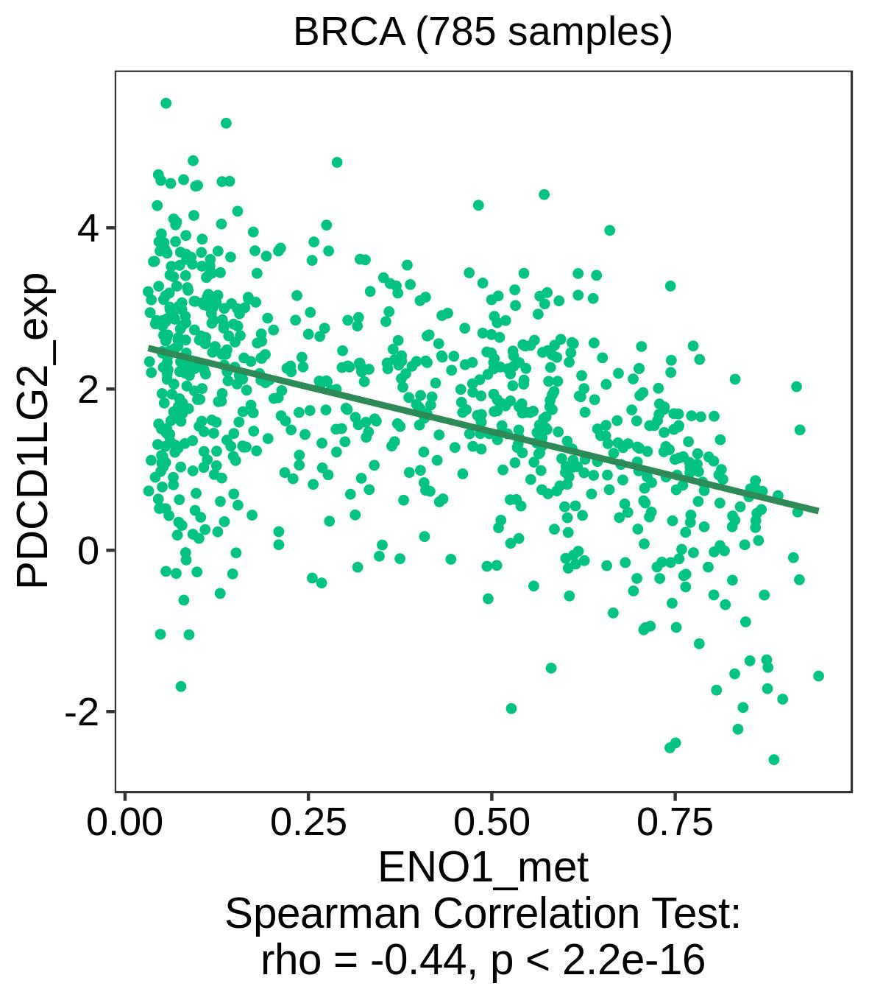 BRCA (785 samples)
PDCD1LG2_exp
4
2
0
-2
0.00 0.25 0.50 0.75
ENO1_met
Spearman Correlation Test:
rho = -0.44, p < 2.2e-16